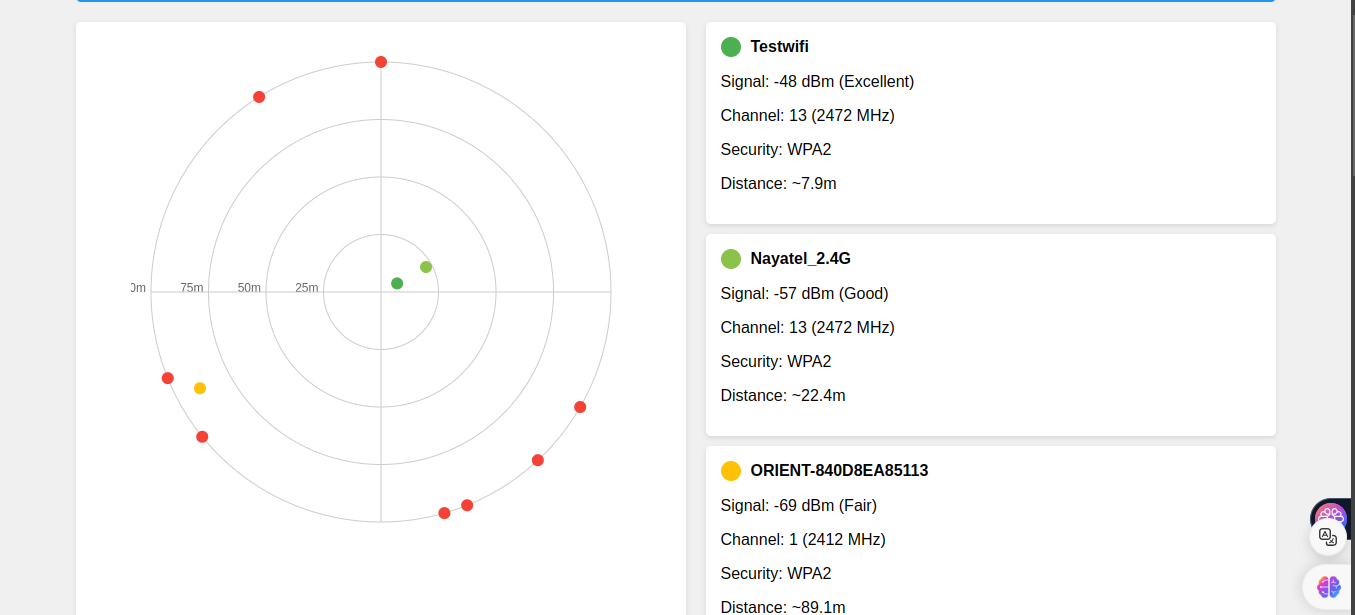 0m
75m
50m
25m
Testwifi
Signal: -48 dBm (Excellent)
Channel: 13 (2472 MHz)
Security: WPA2
Distance: ~7.9m
Nayatel_2.4G
Signal: -57 dBm (Good)
Channel: 13 (2472 MHz)
Security: WPA2
Distance: ~22.4m
ORIENT-840D8EA85113
Signal: -69 dBm (Fair)
Channel: 1 (2412 MHz)
Security: WPA2
Distance: ~89.1m